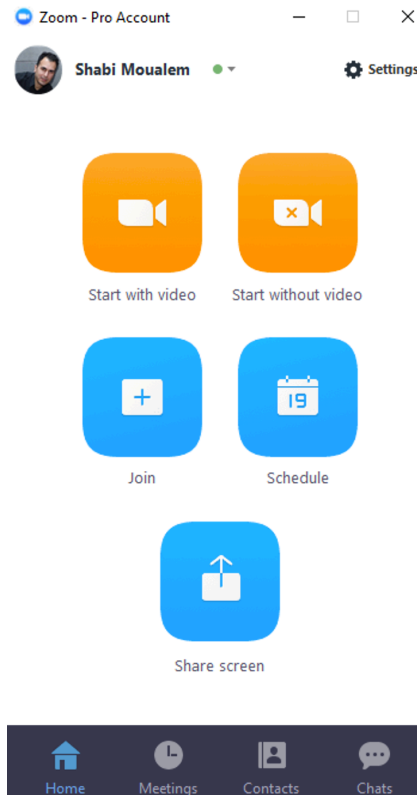 Zoom - Pro Account
Shabi Moualem
Settings
Start with video
Start without video
19
Join
Schedule
Share screen
Home
Meetings
Contacts
Chats